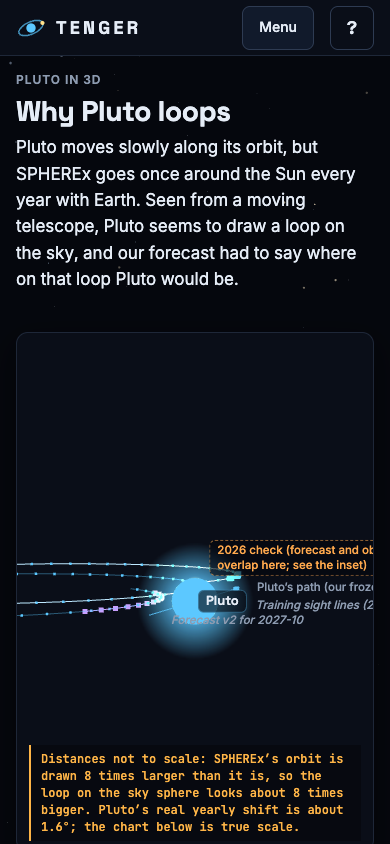 TENGER
Menu
?
PLUTO IN 3D
Why Pluto loops
Pluto moves slowly along its orbit, but
SPHEREx goes once around the Sun every
year with Earth. Seen from a moving
telescope, Pluto seems to draw a loop on
the sky, and our forecast had to say where
on that loop Pluto would be.
2026 check (forecast and ob
overlap here; see the inset)
Pluto’s path (our froze
Pluto
Training sight lines (2
Forecast v2 for 2027-10
Distances not to scale: SPHEREx’s orbit is
drawn 8 times larger than it is, so the
loop on the sky sphere looks about 8 times
bigger. Pluto’s real yearly shift is about
1.6°; the chart below is true scale.